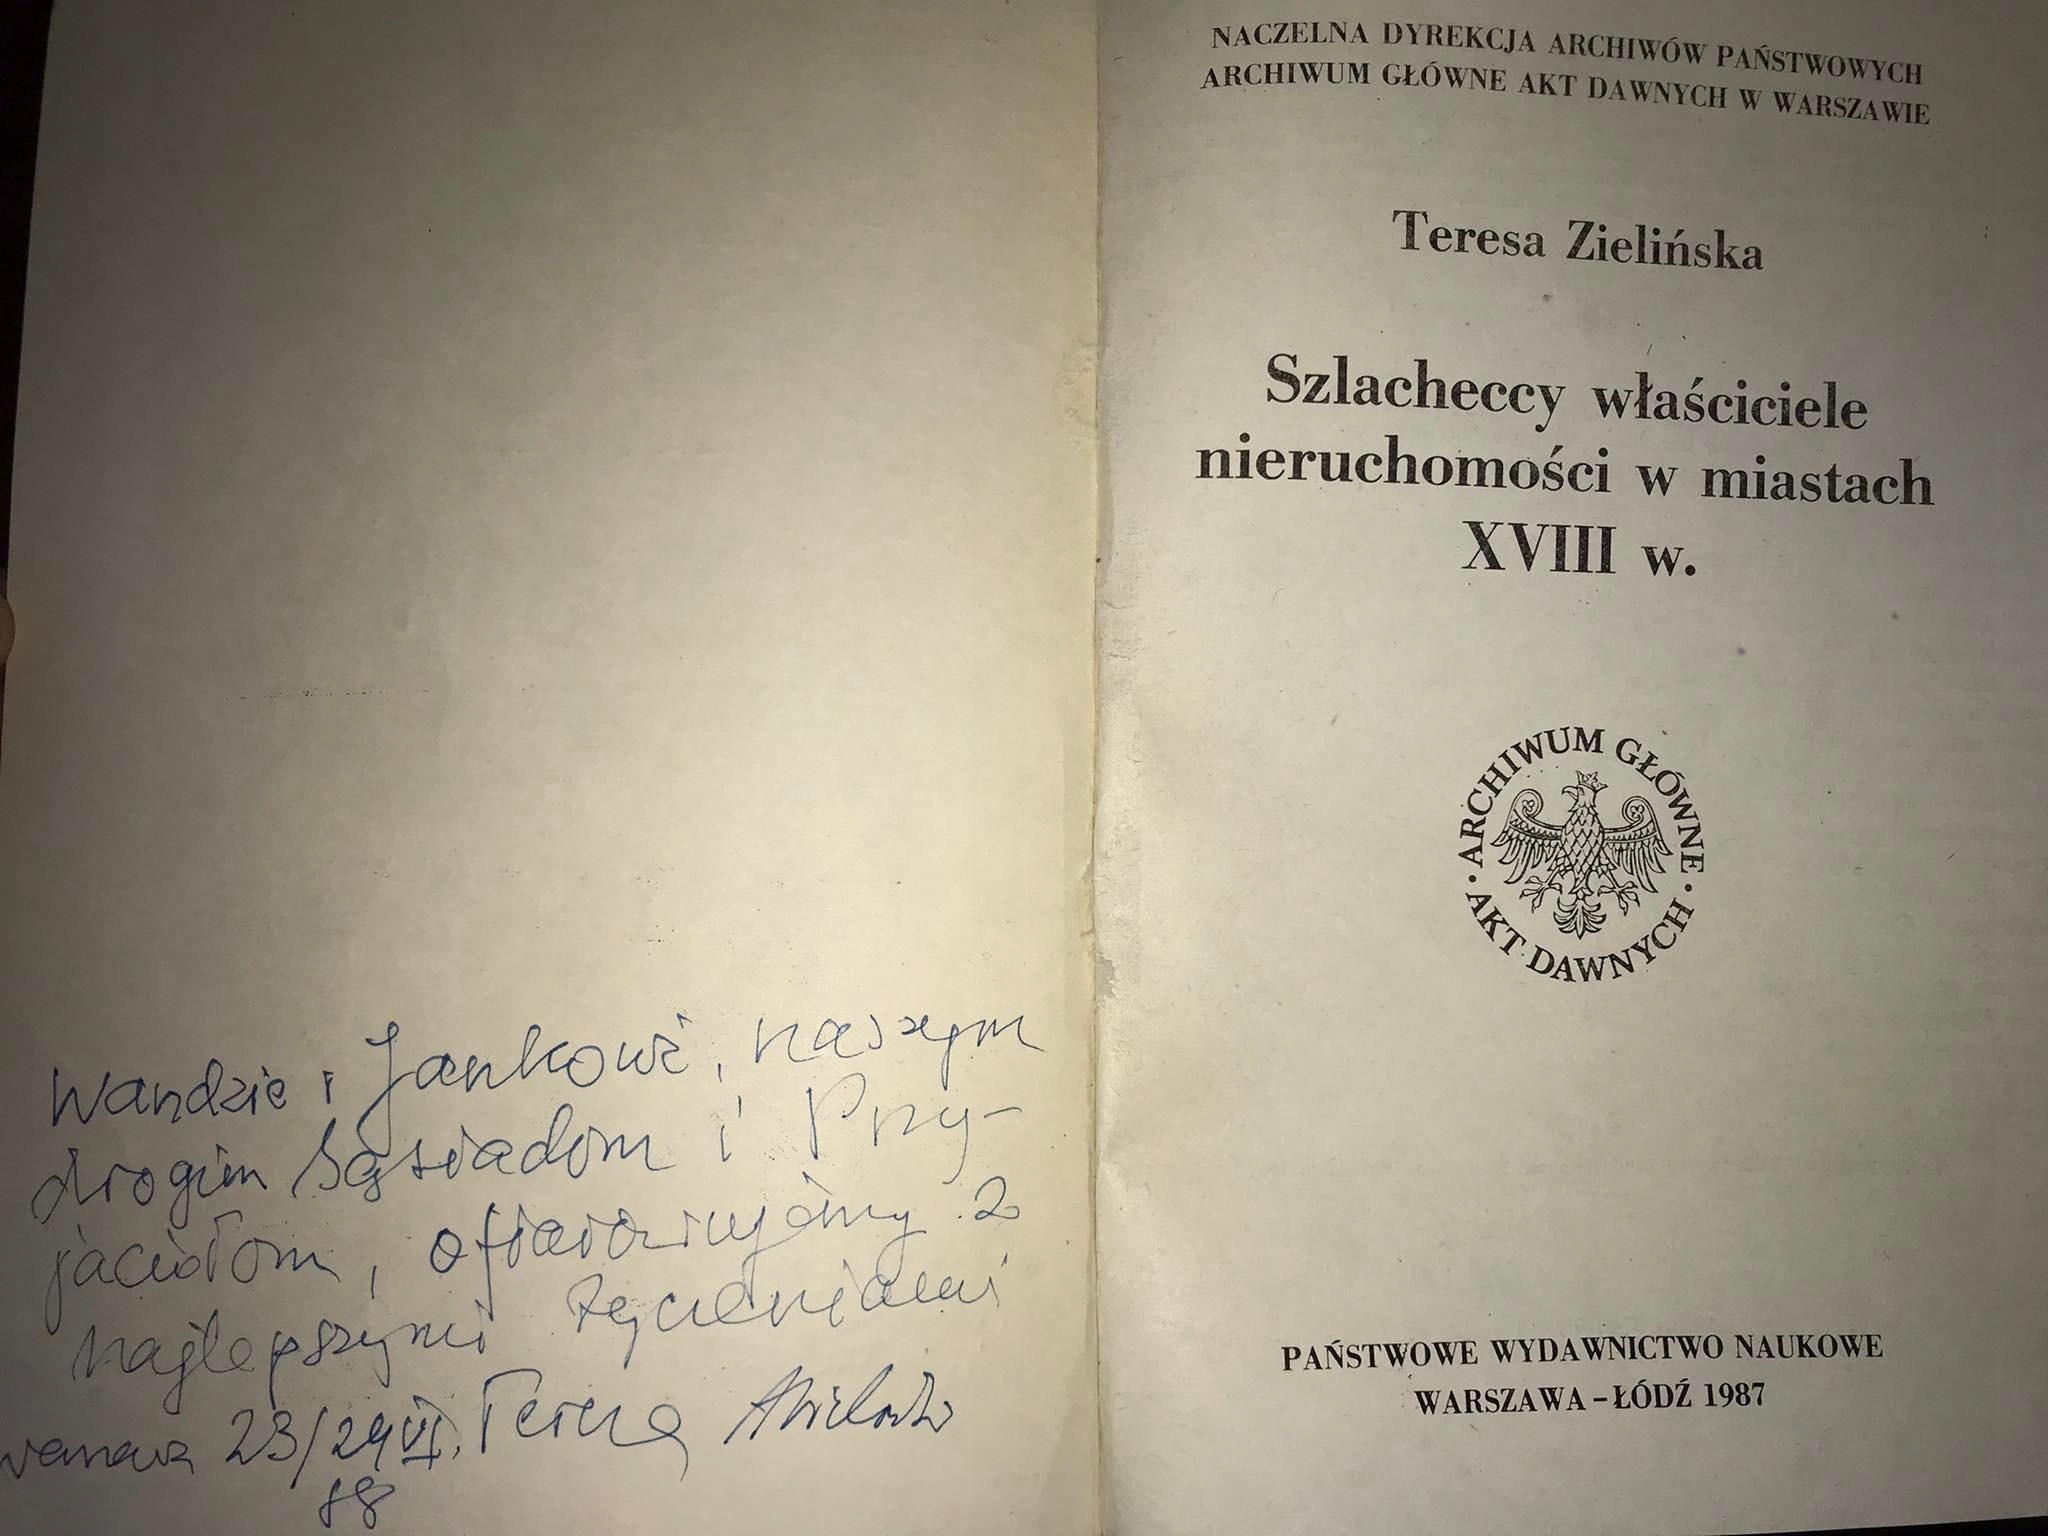 Wandzie i Jankowi, naszym
drogim Sąsiadom i Przy-
jaciołom, ofiarowujemy z
najlepszymi życzeniami
Warszawa 23/24 VI. Teresa
88
NACZELNA DYREKCJA ARCHIWÓW PAŃSTWOWYCH
ARCHIWUM GŁÓWNE AKT DAWNYCH W WARSZAWIE
Teresa Zielińska
Szlacheccy właściciele
nieruchomości w miastach
XVIII w.
ARCHIWUM GŁÓWNE
AKT DAWNYCH
PAŃSTWOWE WYDAWNICTWO NAUKOWE
WARSZAWA – ŁÓDŹ 1987